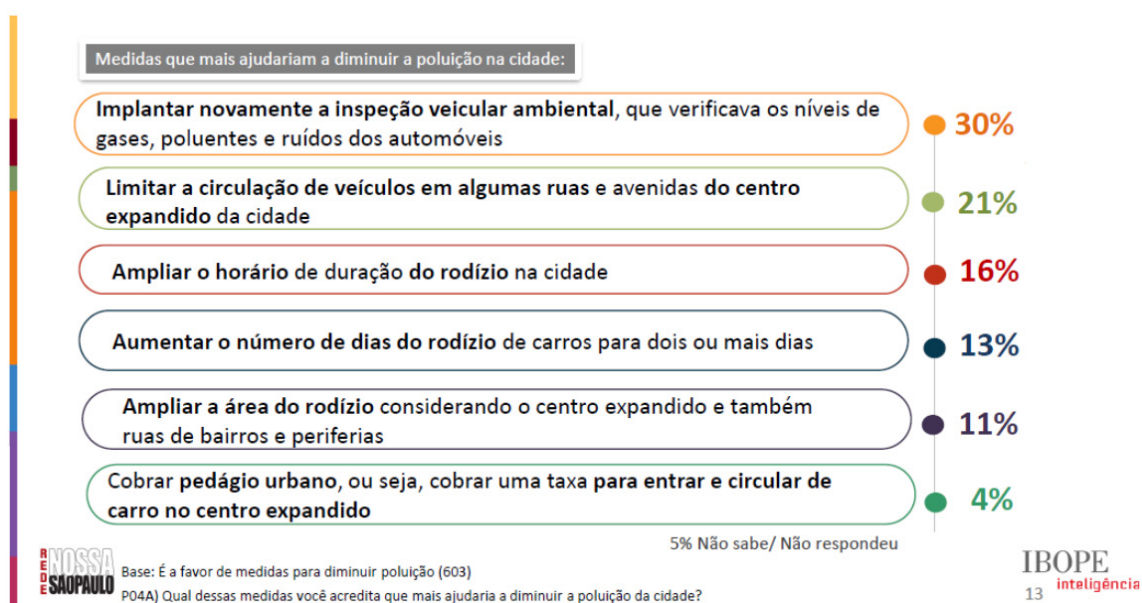 Medidas que mais ajudariam a diminuir a poluição na cidade:
Implantar novamente a inspeção veicular ambiental, que verificava os níveis de
gases, poluentes e ruídos dos automóveis
30%
Limitar a circulação de veículos em algumas ruas e avenidas do centro
expandido da cidade
21%
Ampliar o horário de duração do rodízio na cidade
16%
Aumentar o número de dias do rodízio de carros para dois ou mais dias
13%
Ampliar a área do rodízio considerando o centro expandido e também
ruas de bairros e periferias
11%
Cobrar pedágio urbano, ou seja, cobrar uma taxa para entrar e circular de
carro no centro expandido
4%
5% Não sabe/ Não respondeu
REDE
NOSSA
SÃOPAULO
Base: É a favor de medidas para diminuir poluição (603)
P04A) Qual dessas medidas você acredita que mais ajudaria a diminuir a poluição da cidade?
IBOPE
inteligência
13